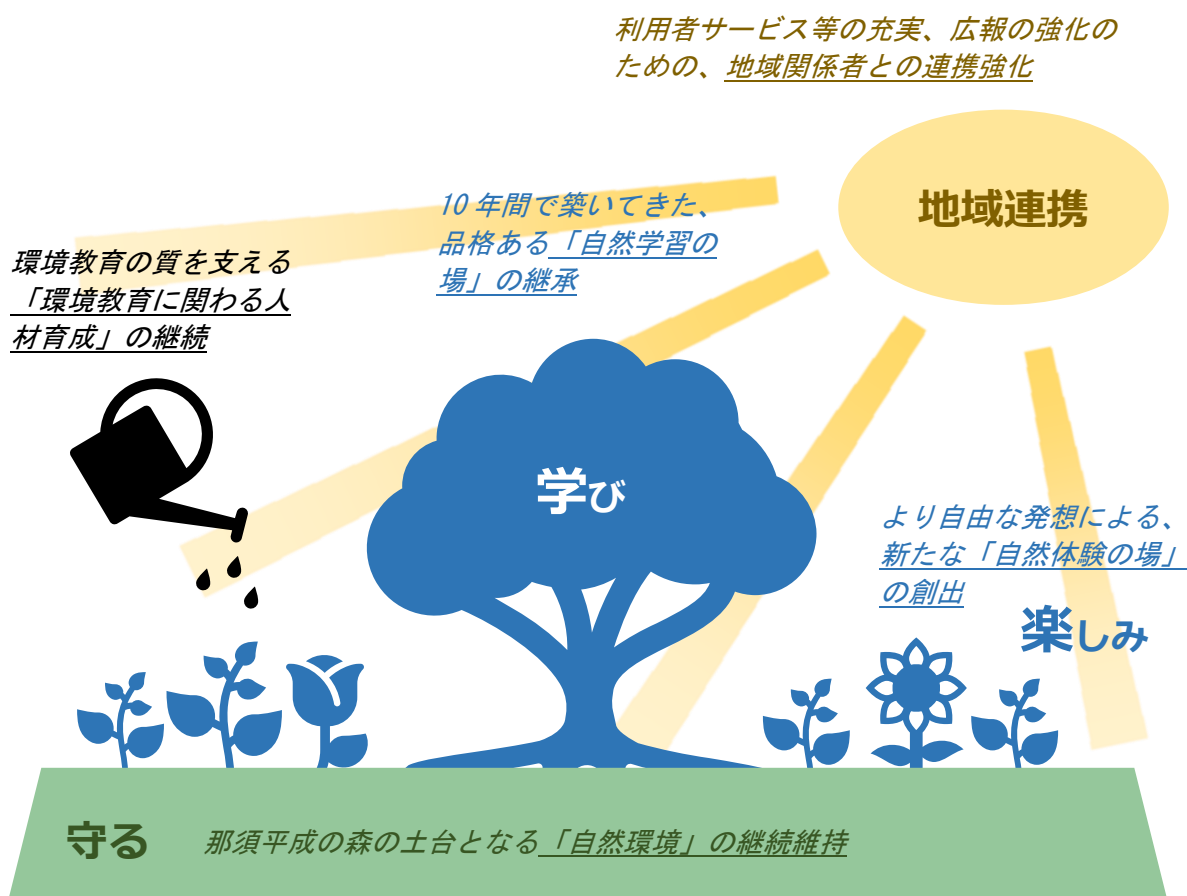 利用者サービス等の充実、広報の強化の
ための、地域関係者との連携強化
地域連携
10年間で築いてきた、
品格ある「自然学習の
場」の継承
環境教育の質を支える
「環境教育に関わる人
材育成」の継続
学び
より自由な発想による、
新たな「自然体験の場」
の創出
楽しみ
守る
那須平成の森の土台となる「自然環境」の継続維持